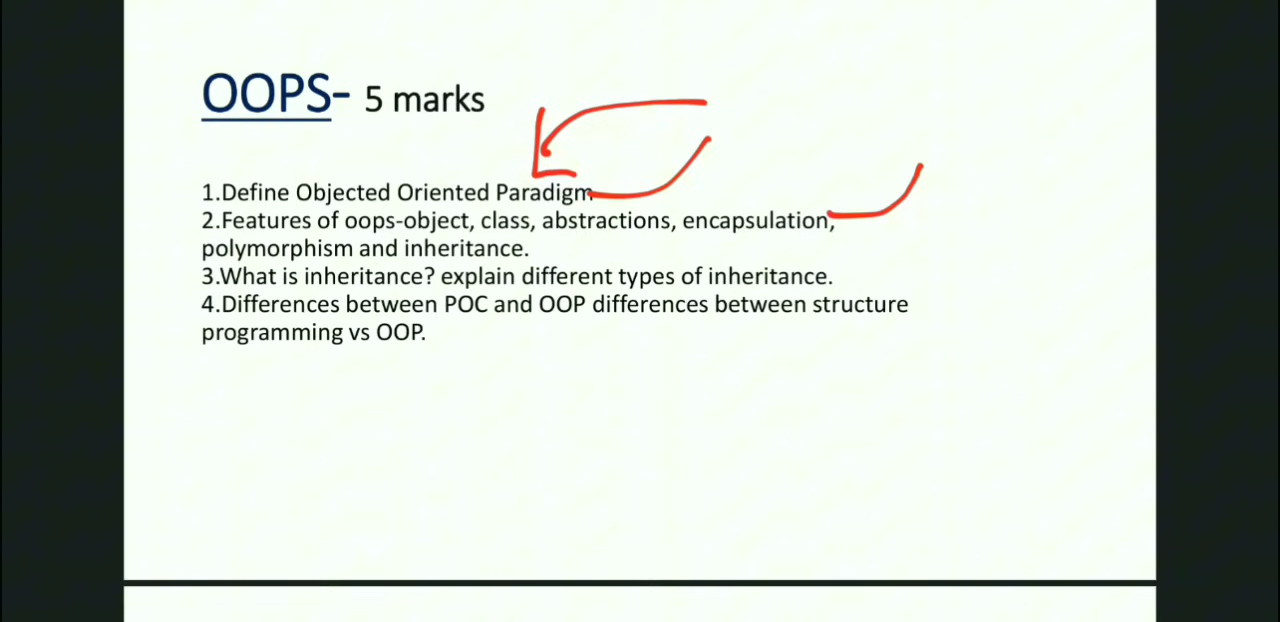 OOPS- 5 marks
1.Define Objected Oriented Paradigm
2.Features of oops-object, class, abstractions, encapsulation,
polymorphism and inheritance.
3.What is inheritance? explain different types of inheritance.
4.Differences between POC and OOP differences between structure
programming vs OOP.